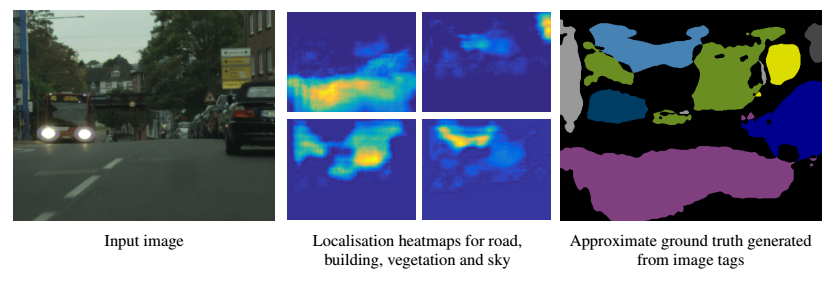 Input image
Localisation heatmaps for road,
building, vegetation and sky
Approximate ground truth generated
from image tags